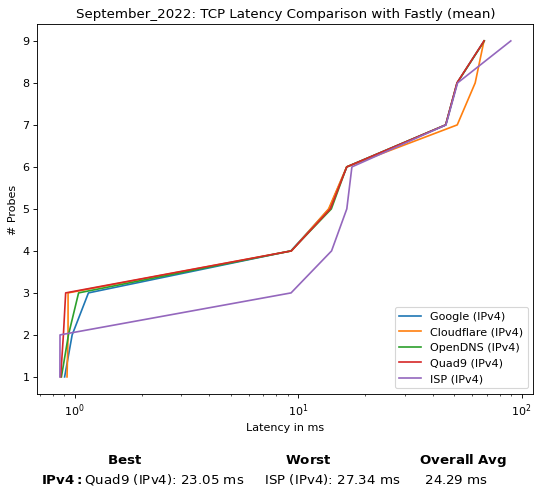 September_2022: TCP Latency Comparison with Fastly (mean)
9
8
7
6
5
4
3
2
1
# Probes
Google (IPv4)
Cloudflare (IPv4)
OpenDNS (IPv4)
Quad9 (IPv4)
ISP (IPv4)
10⁰ 10¹ 10²
Latency in ms
Best Worst Overall Avg
IPv4: Quad9 (IPv4): 23.05 ms ISP (IPv4): 27.34 ms 24.29 ms